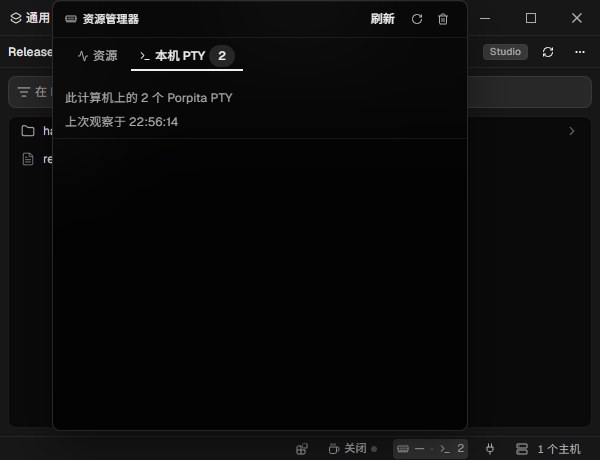 通用
资源管理器
刷新
Release
资源
本机 PTY
2
Studio
在
此计算机上的 2 个 Porpita PTY
上次观察于 22:56:14
关闭
— · 2
1 个主机